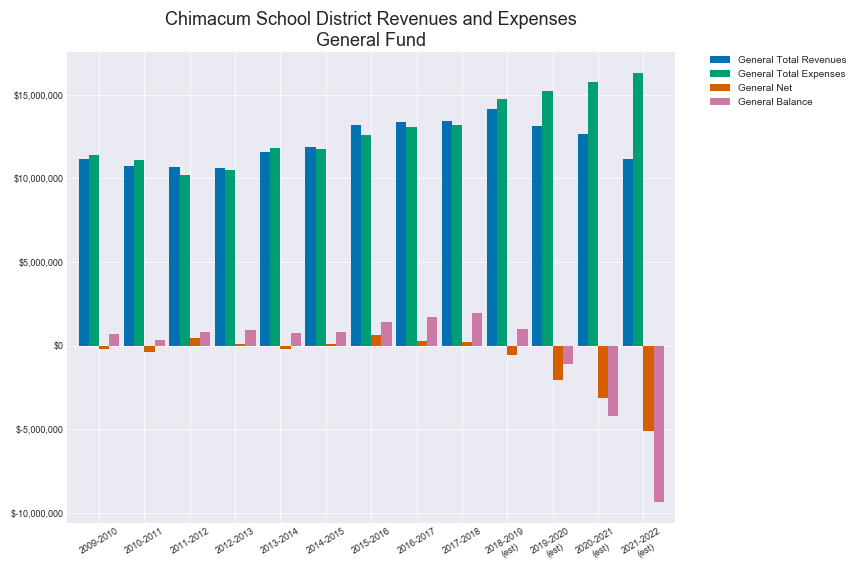 Chimacum School District Revenues and Expenses
General Fund
General Total Revenues
General Total Expenses
General Net
General Balance
$15,000,000
$10,000,000
$5,000,000
$0
$-5,000,000
$-10,000,000
2009-2010
2010-2011
2011-2012
2012-2013
2013-2014
2014-2015
2015-2016
2016-2017
2017-2018
2018-2019
(est)
2019-2020
(est)
2020-2021
(est)
2021-2022
(est)